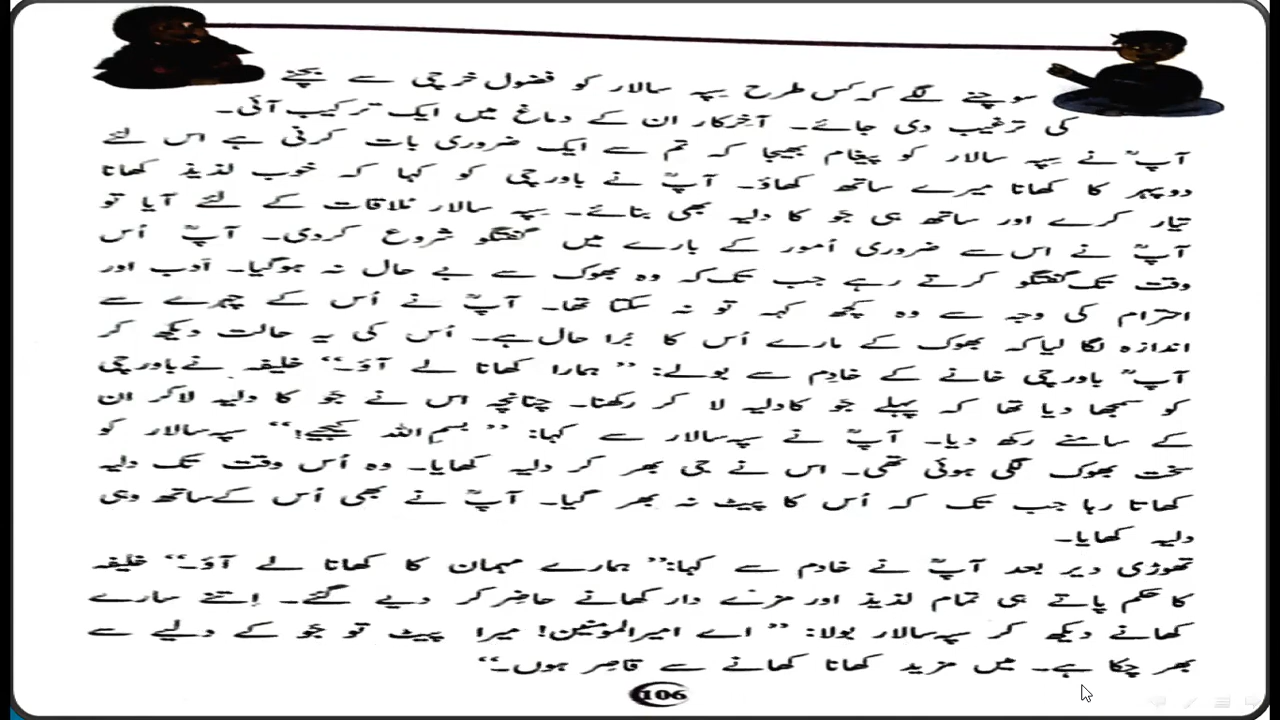 سوچنے لگے کہ کس طرح سپہ سالار کو فضول خرچی سے بچنے
کی ترغیب دی جائے۔ آخرکار ان کے دماغ میں ایک ترکیب آئی۔
آپؒ نے سپہ سالار کو پیغام بھیجا کہ تم سے ایک ضروری بات کرنی ہے اس لئے
دوپہر کا کھانا میرے ساتھ کھاؤ۔ آپؒ نے باورچی کو کہا کہ خوب لذیذ کھانا
تیار کرے اور ساتھ ہی جَو کا دلیہ بھی بنائے۔ سپہ سالار مُلاقات کے لئے آیا تو
آپؒ نے اس سے ضروری اُمور کے بارے میں گفتگو شروع کردی۔ آپؒ اُس
وقت تک گفتگو کرتے رہے جب تک کہ وہ بھوک سے بے حال نہ ہوگیا۔ اَدب اور
احترام کی وجہ سے وہ کچھ کہہ تو نہ سکتا تھا۔ آپؒ نے اُس کے چہرے سے
اندازہ لگا لیا کہ بھوک کے مارے اُس کا بُرا حال ہے۔ اُس کی یہ حالت دیکھ کر
آپؒ باورچی خانے کے خادِم سے بولے: ’’ ہمارا کھانا لے آؤ۔‘‘ خلیفہ نے باورچی
کو سمجھا دیا تھا کہ پہلے جَو کا دلیہ لا کر رکھنا۔ چنانچہ اس نے جَو کا دلیہ لاکر ان
کے سامنے رکھ دیا۔ آپؒ نے سپہ سالار سے کہا: ’’ بسمِ اللہ کیجیے!‘‘ سپہ سالار کو
سخت بھوک لگی ہوئی تھی۔ اس نے جی بھر کر دلیہ کھایا۔ وہ اُس وقت تک دلیہ
کھاتا رہا جب تک کہ اُس کا پیٹ نہ بھر گیا۔ آپؒ نے بھی اُس کے ساتھ وہی
دلیہ کھایا۔
تھوڑی دیر بعد آپؒ نے خادم سے کہا:’’ ہمارے مہمان کا کھانا لے آؤ۔‘‘ خلیفہ
کا حکم پاتے ہی تمام لذیذ اور مزے دار کھانے حاضِر کر دیے گئے۔ اِتنے سارے
کھانے دیکھ کر سپہ سالار بولا: ’’ اے امیرالمؤمنین! میرا پیٹ تو جَو کے دلیے سے
بھر چکا ہے۔ میں مزید کھانا کھانے سے قاصِر ہوں۔‘‘
106